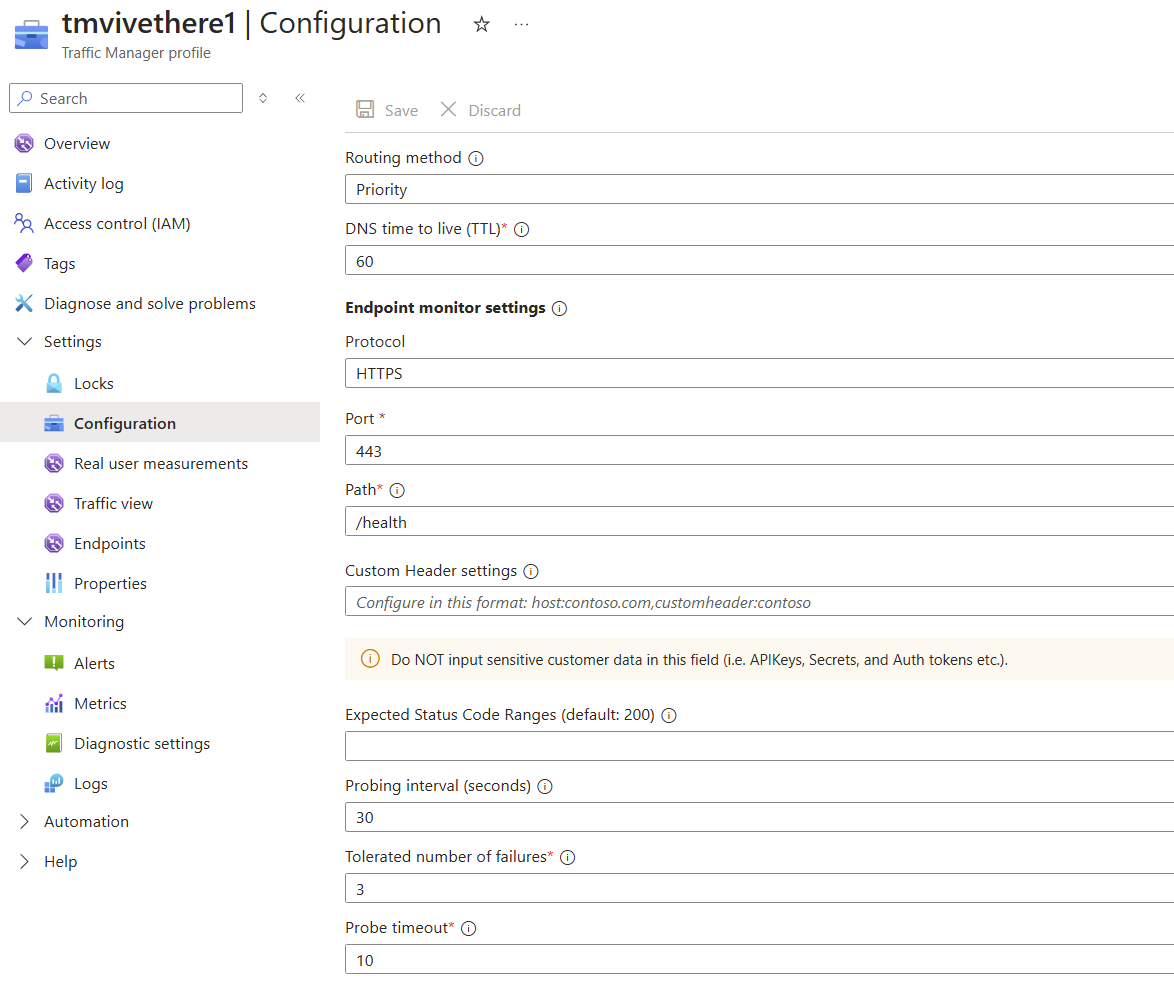 tmvivethere1 | Configuration
Traffic Manager profile
Search
Overview
Activity log
Access control (IAM)
Tags
Diagnose and solve problems
Settings
Locks
Configuration
Real user measurements
Traffic view
Endpoints
Properties
Monitoring
Alerts
Metrics
Diagnostic settings
Logs
Automation
Help
Save Discard
Routing method
Priority
DNS time to live (TTL)*
60
Endpoint monitor settings
Protocol
HTTPS
Port *
443
Path*
/health
Custom Header settings
Configure in this format: host:contoso.com,customheader:contoso
Do NOT input sensitive customer data in this field (i.e. APIKeys, Secrets, and Auth tokens etc.).
Expected Status Code Ranges (default: 200)
Probing interval (seconds)
30
Tolerated number of failures*
3
Probe timeout*
10